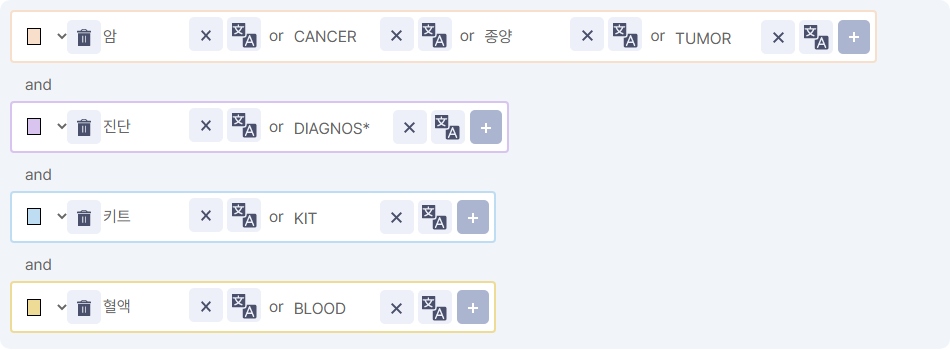 암 or CANCER or 종양 or TUMOR
and
진단 or DIAGNOS*
and
키트 or KIT
and
혈액 or BLOOD